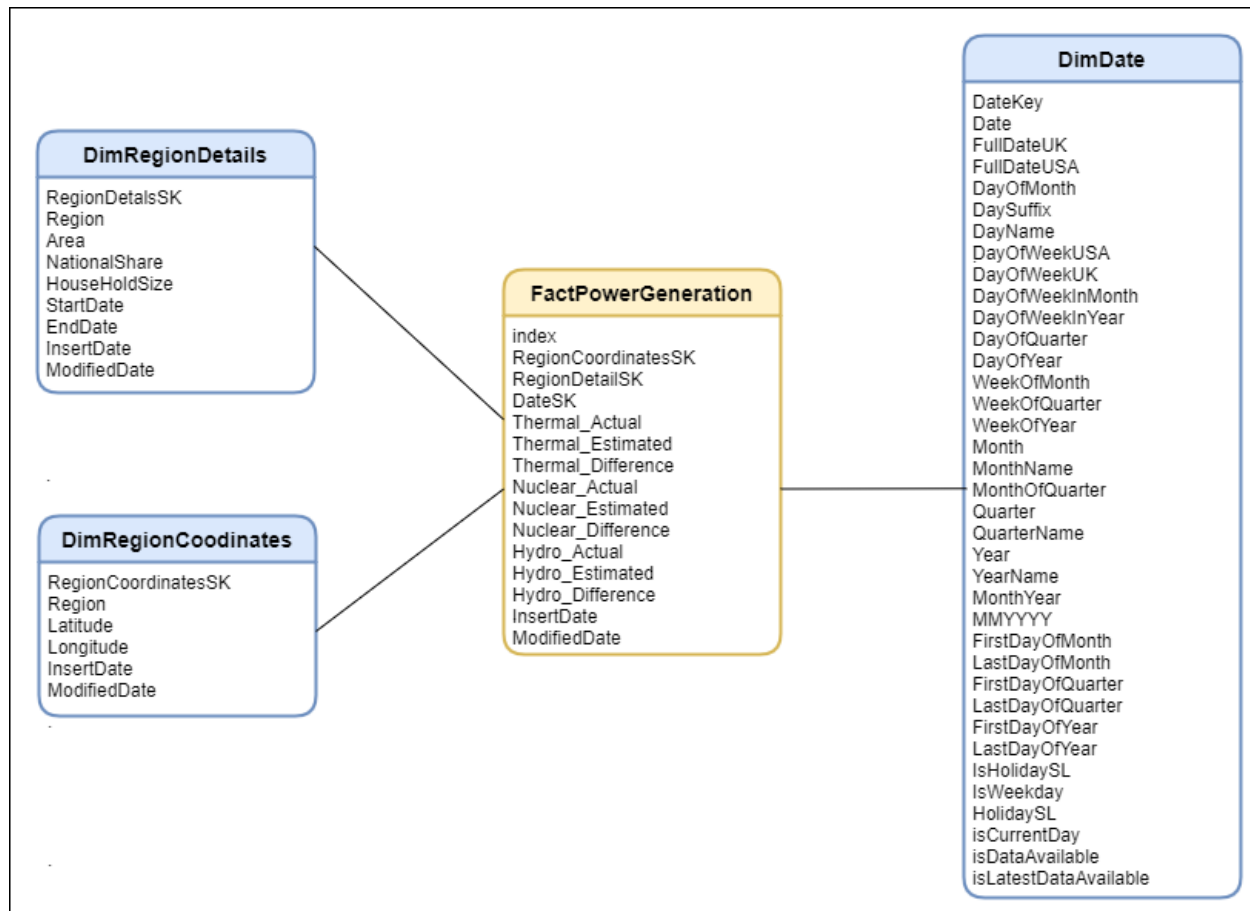 DimRegionDetails
RegionDetalsSK
Region
Area
NationalShare
HouseHoldSize
StartDate
EndDate
InsertDate
ModifiedDate
DimRegionCoodinates
RegionCoordinatesSK
Region
Latitude
Longitude
InsertDate
ModifiedDate
FactPowerGeneration
index
RegionCoordinatesSK
RegionDetailSK
DateSK
Thermal_Actual
Thermal_Estimated
Thermal_Difference
Nuclear_Actual
Nuclear_Estimated
Nuclear_Difference
Hydro_Actual
Hydro_Estimated
Hydro_Difference
InsertDate
ModifiedDate
DimDate
DateKey
Date
FullDateUK
FullDateUSA
DayOfMonth
DaySuffix
DayName
DayOfWeekUSA
DayOfWeekUK
DayOfWeekInMonth
DayOfWeekInYear
DayOfQuarter
DayOfYear
WeekOfMonth
WeekOfQuarter
WeekOfYear
Month
MonthName
MonthOfQuarter
Quarter
QuarterName
Year
YearName
MonthYear
MMYYYY
FirstDayOfMonth
LastDayOfMonth
FirstDayOfQuarter
LastDayOfQuarter
FirstDayOfYear
LastDayOfYear
IsHolidaySL
IsWeekday
HolidaySL
isCurrentDay
isDataAvailable
isLatestDataAvailable